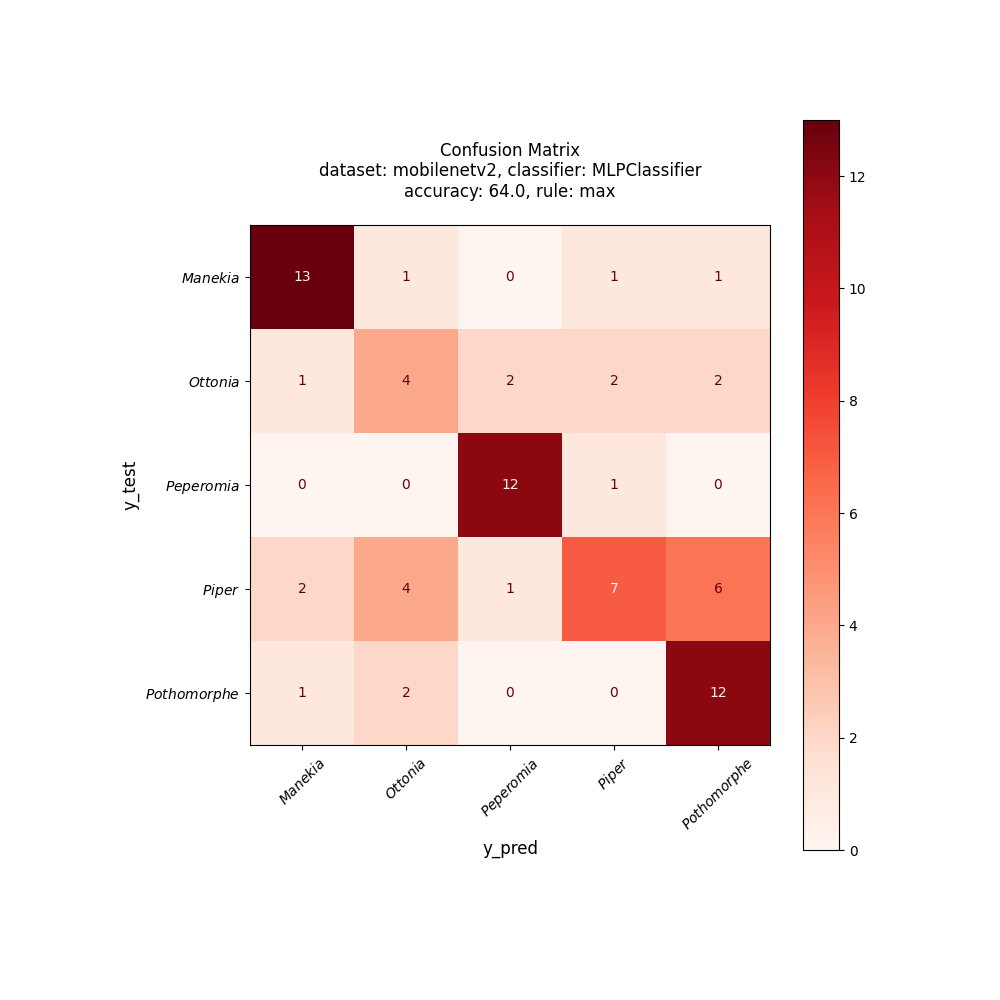 Confusion Matrix
dataset: mobilenetv2, classifier: MLPClassifier
accuracy: 64.0, rule: max
Manekia 13 1 0 1 1
Ottonia 1 4 2 2 2
Peperomia 0 0 12 1 0
Piper 2 4 1 7 6
Pothomorphe 1 2 0 0 12
y_test
Manekia Ottonia Peperomia Piper Pothomorphe
y_pred
12
10
8
6
4
2
0